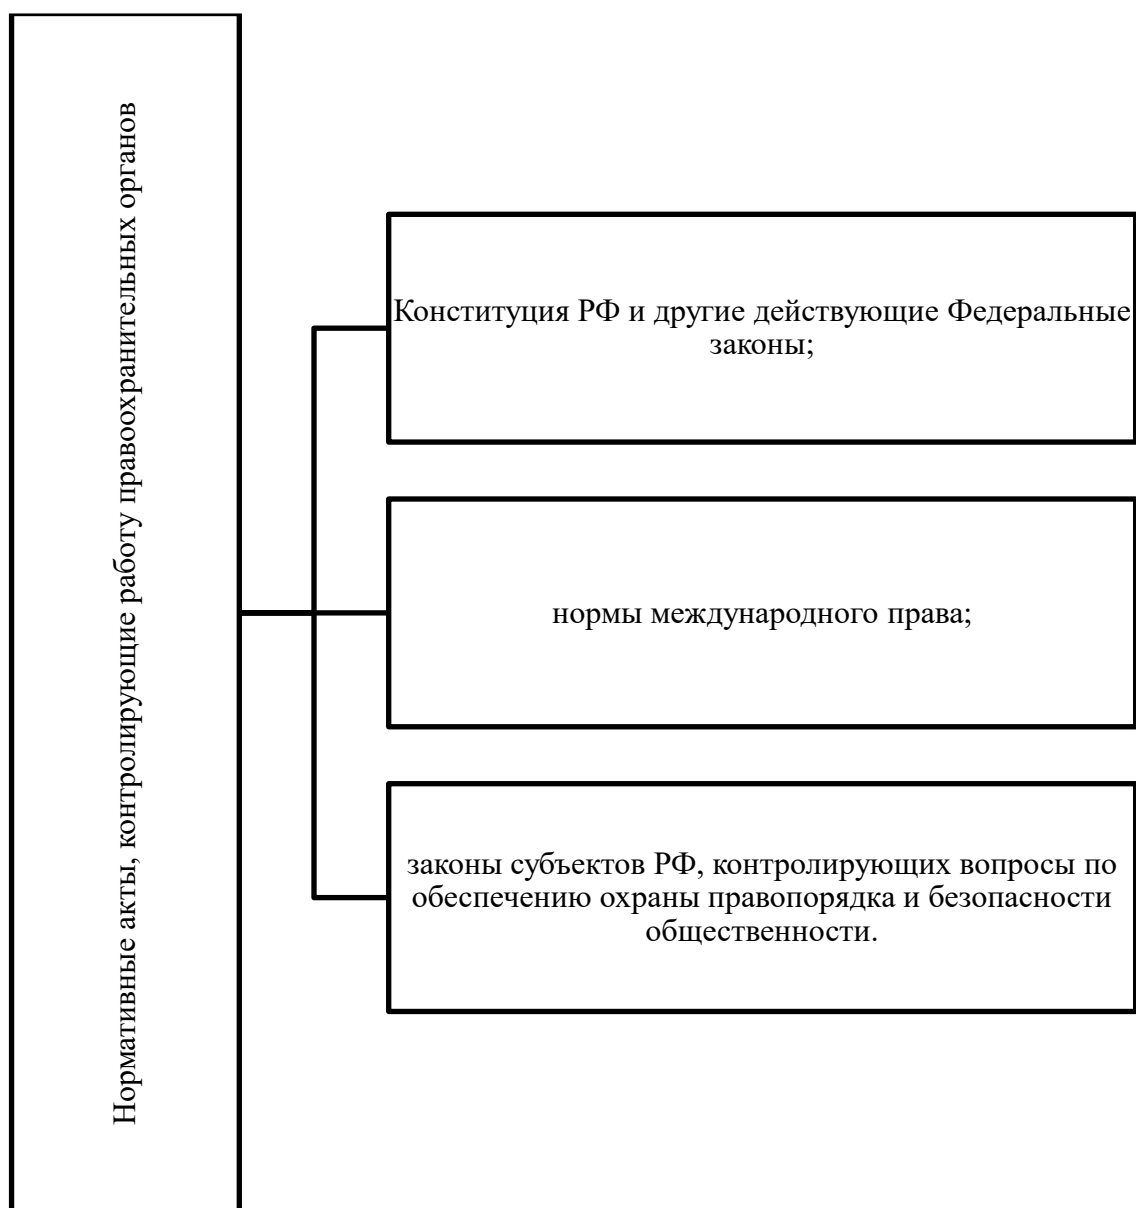 Нормативные акты, контролирующие работу правоохранительных органов
Конституция РФ и другие действующие Федеральные
законы;
нормы международного права;
законы субъектов РФ, контролирующих вопросы по
обеспечению охраны правопорядка и безопасности
общественности.